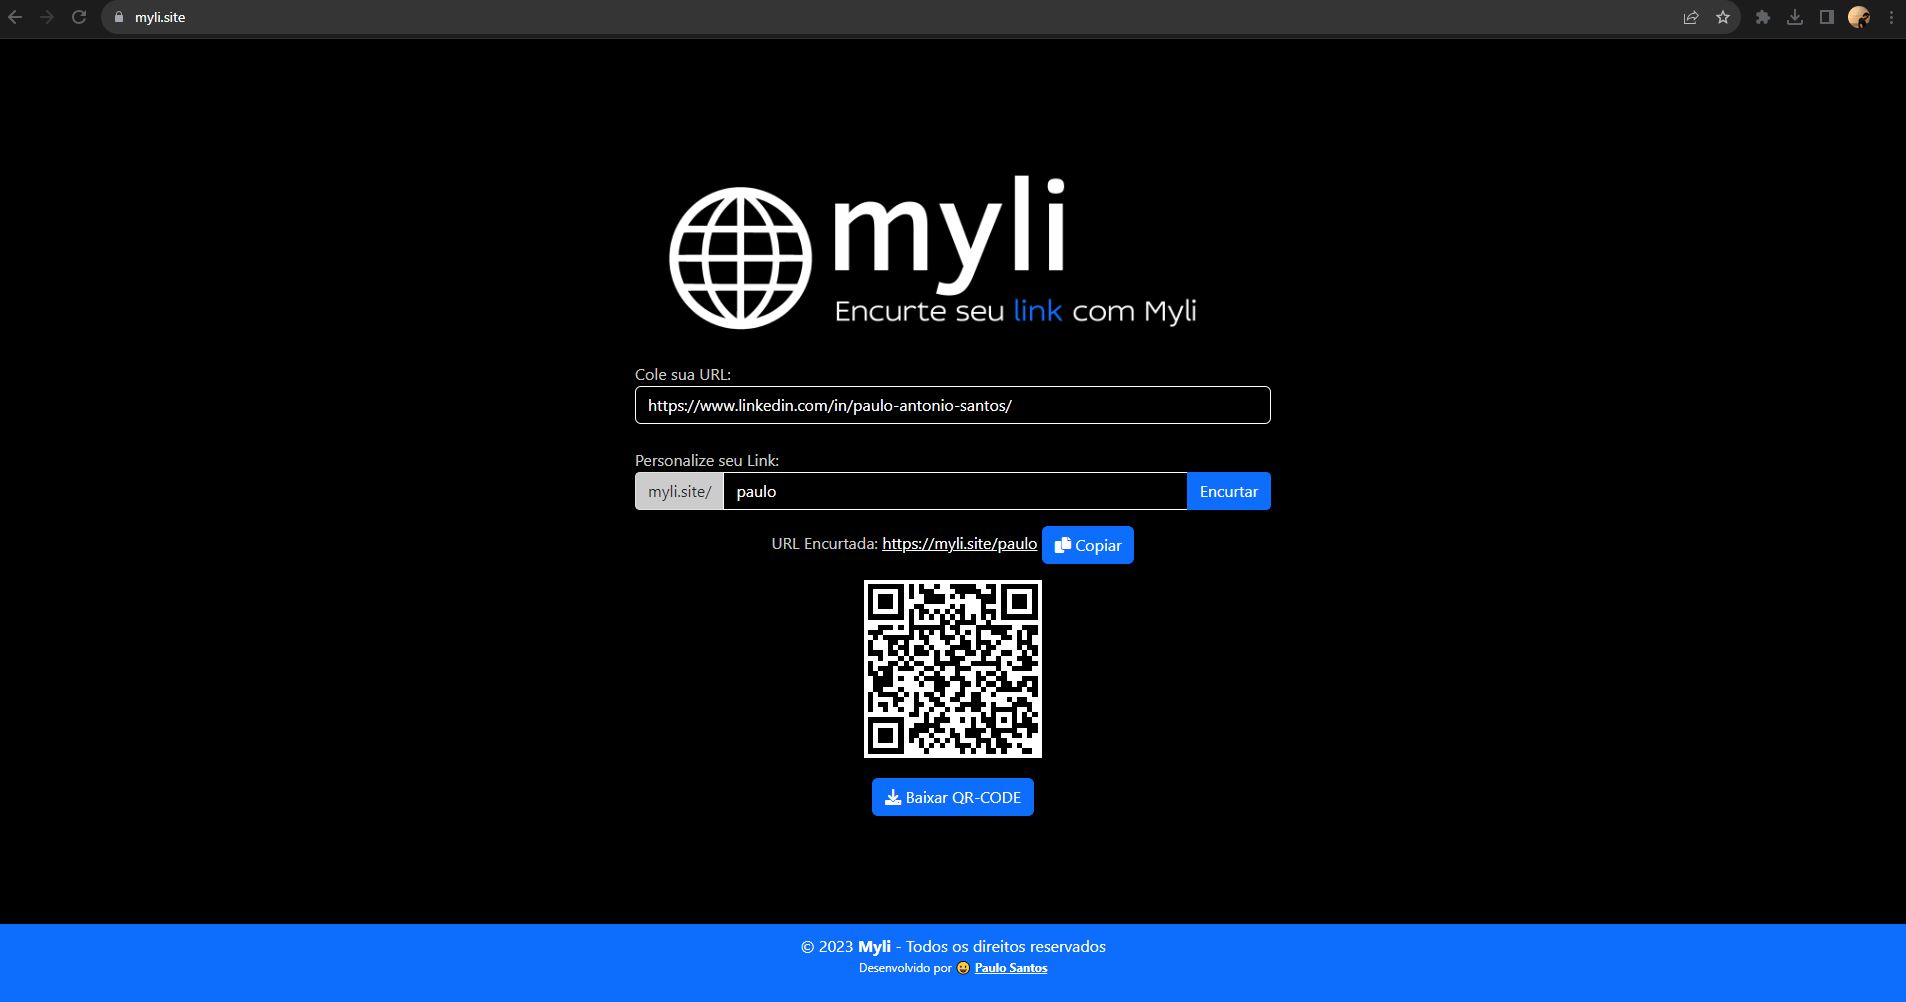 myli.site
myli
Encurte seu link com Myli
Cole sua URL:
https://www.linkedin.com/in/paulo-antonio-santos/
Personalize seu Link:
myli.site/ paulo Encurtar
URL Encurtada: https://myli.site/paulo Copiar
Baixar QR-CODE
© 2023 Myli - Todos os direitos reservados
Desenvolvido por 😀 Paulo Santos